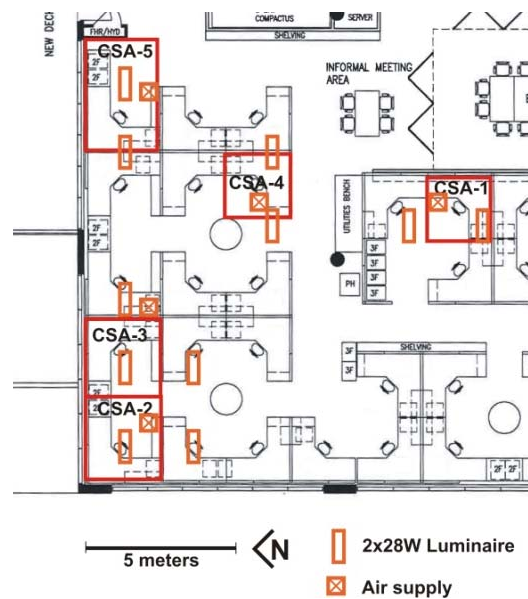 COMPACTUS
SERVER
SHELVING
NEW DECK
FHR/HYD
CSA-5
2F
2F
INFORMAL MEETING
AREA
CSA-4
CSA-1
UTILITIES BENCH
2F
2F
3F
3F
3F
3F
PH
CSA-3
SHELVING
3F
3F
2F
2F
CSA-2
2F
2F
5 meters
N
2x28W Luminaire
Air supply